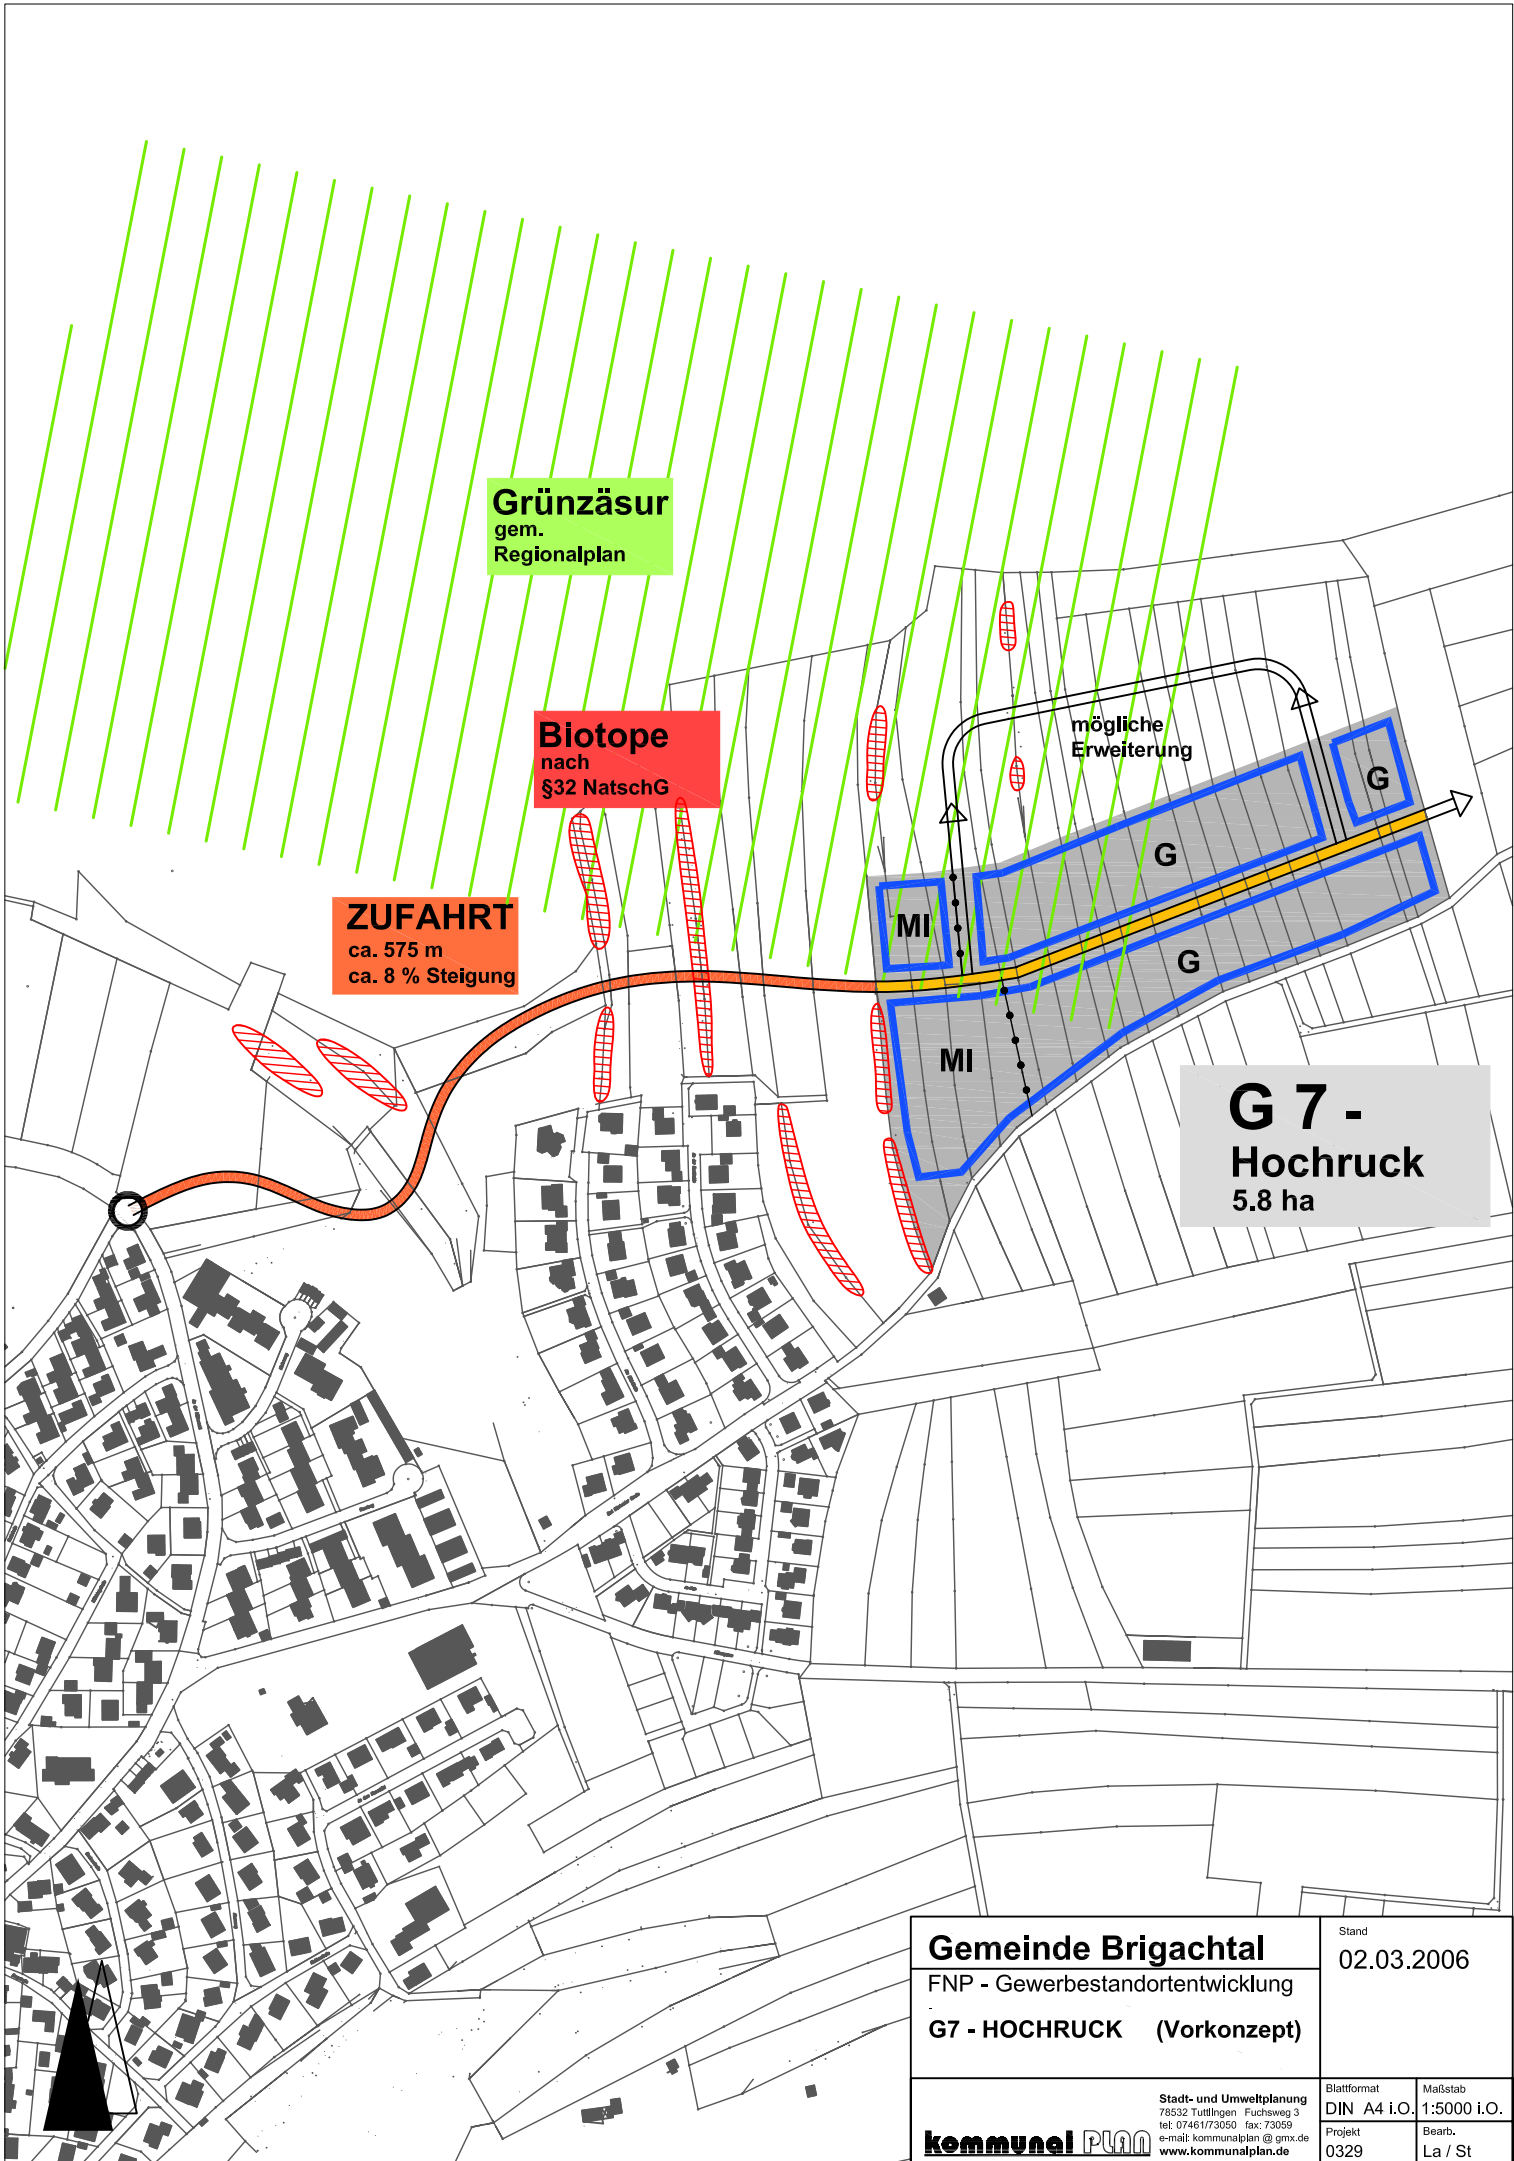 Grünzäsur
gem.
Regionalplan
Biotope
nach
§32 NatschG
mögliche
Erweiterung
G
G
ZUFAHRT
ca. 575 m
ca. 8 % Steigung
MI
G
MI
G 7 -
Hochruck
5.8 ha
Gemeinde Brigachtal
FNP - Gewerbestandortentwicklung
-
G7 - HOCHRUCK (Vorkonzept)
Stand
02.03.2006
kommunal PLAN
Stadt- und Umweltplanung
78532 Tuttlingen Fuchsweg 3
tel: 07461/73050 fax: 73059
e-mail: kommunalplan @ gmx.de
www.kommunalplan.de
Blattformat
DIN A4 i.O.
Maßstab
1:5000 i.O.
Projekt
0329
Bearb.
La / St